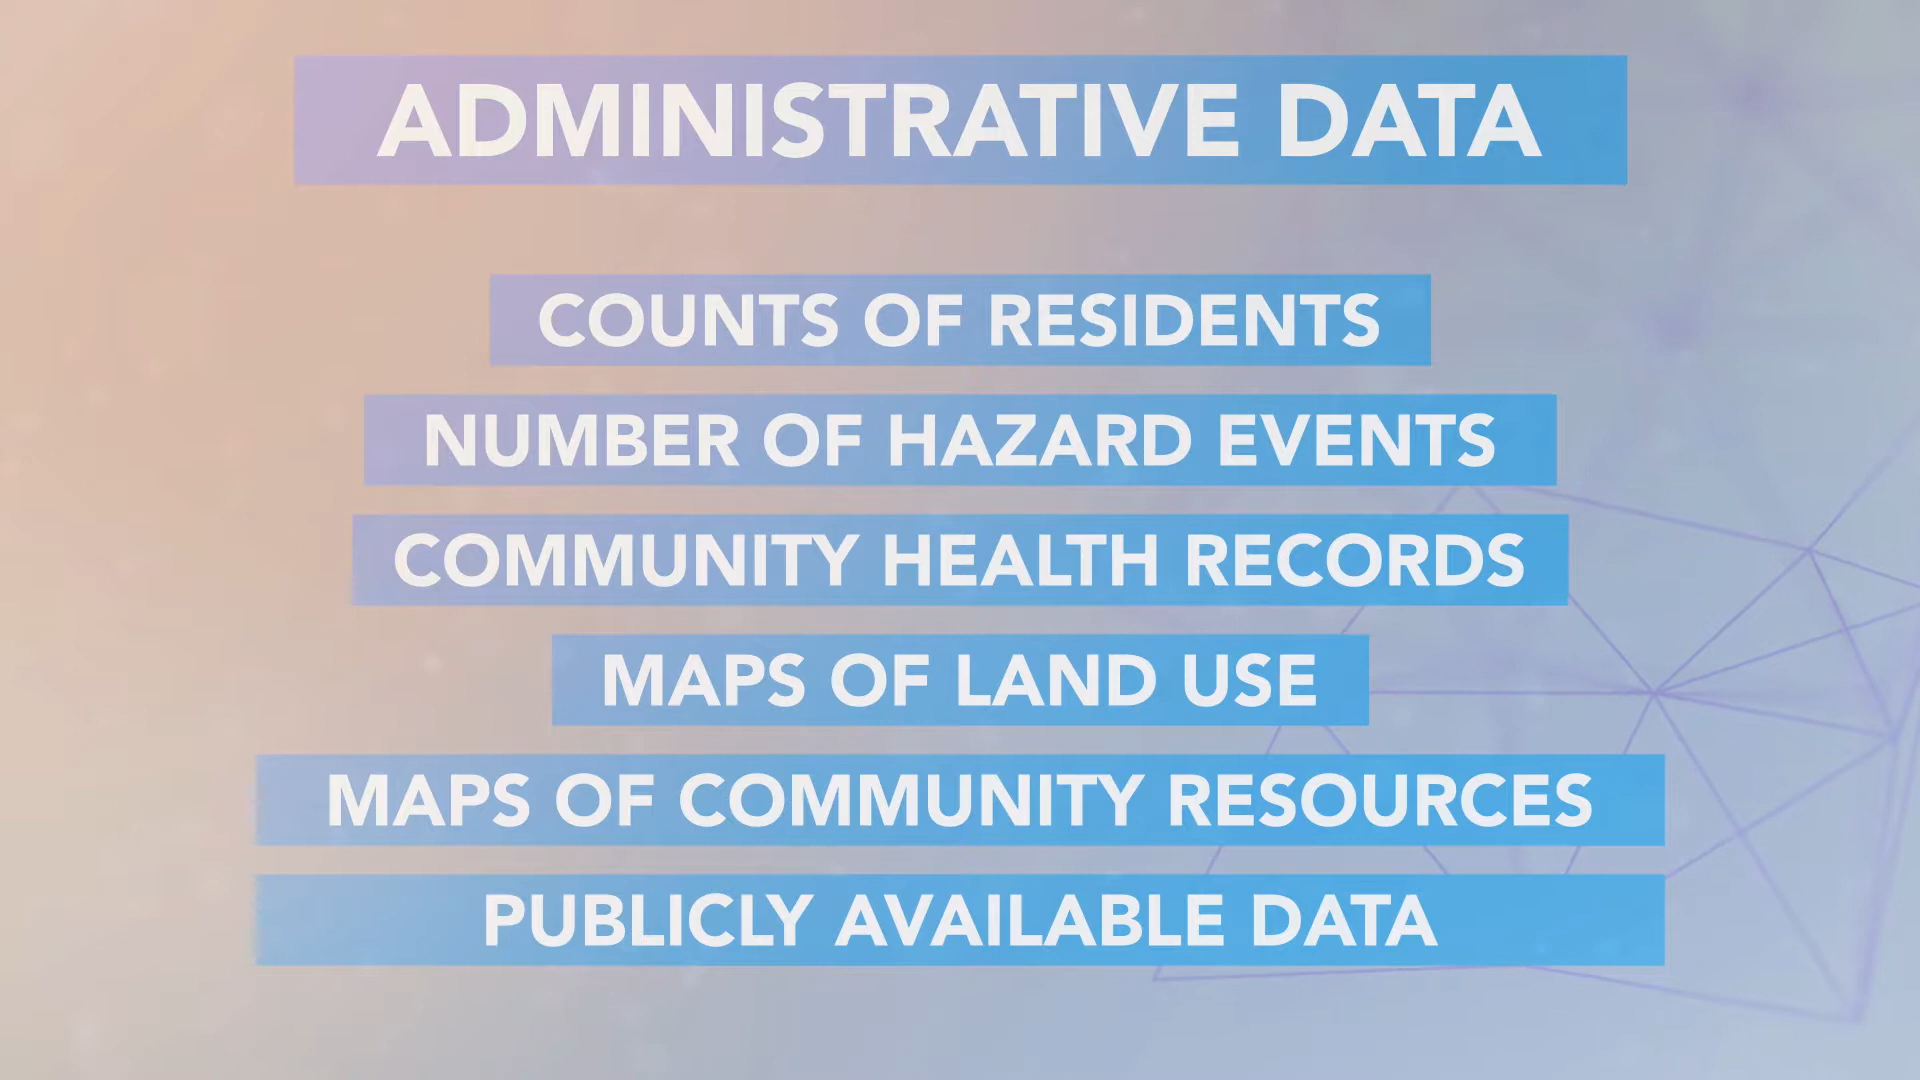 ADMINISTRATIVE DATA
COUNTS OF RESIDENTS
NUMBER OF HAZARD EVENTS
COMMUNITY HEALTH RECORDS
MAPS OF LAND USE
MAPS OF COMMUNITY RESOURCES
PUBLICLY AVAILABLE DATA